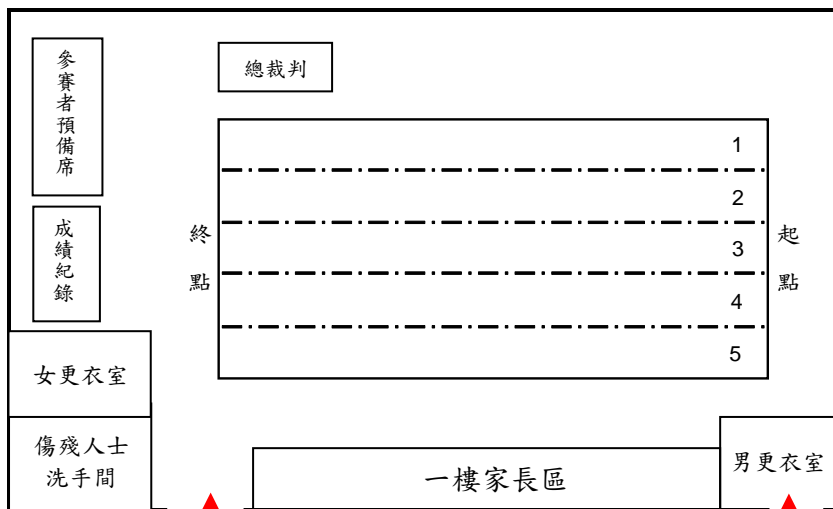 參賽者預備席
總裁判
1
2
3
4
5
終點
起點
成績紀錄
女更衣室
傷殘人士
洗手間
一樓家長區
男更衣室